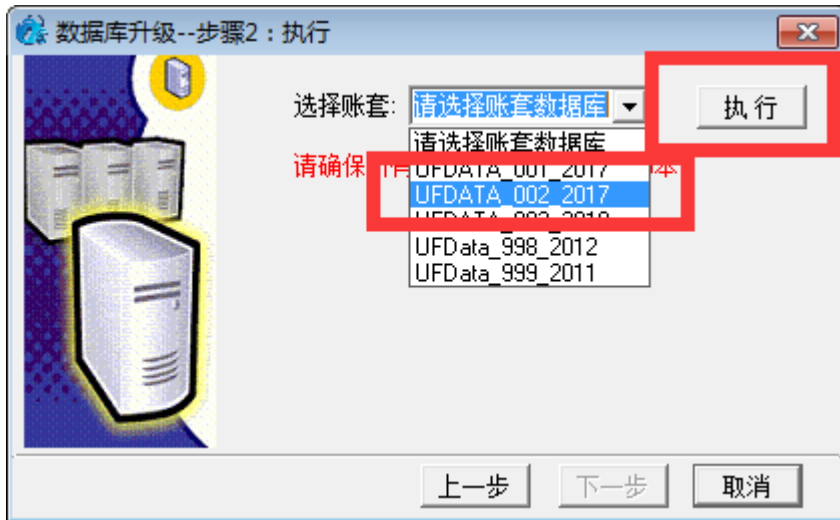 数据库升级--步骤2：执行
选择账套:
请选择账套数据库
执行
请选择账套数据库
请确保
UFDATA_001_2017
UFDATA_002_2017
UFData_998_2012
UFData_999_2011
上一步
下一步
取消